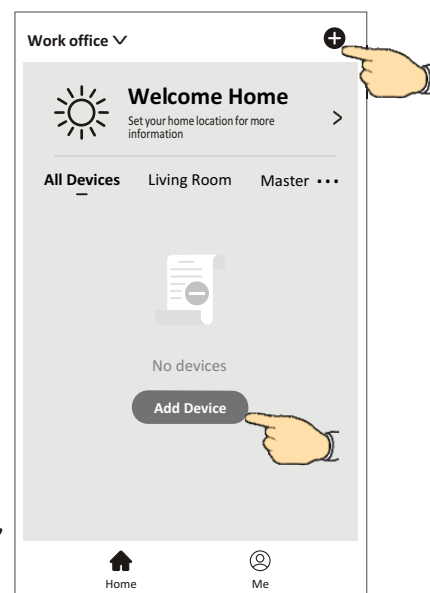 Work office
Welcome Home
Set your home location for more
information
All Devices Living Room Master •••
No devices
Add Device
Home Me